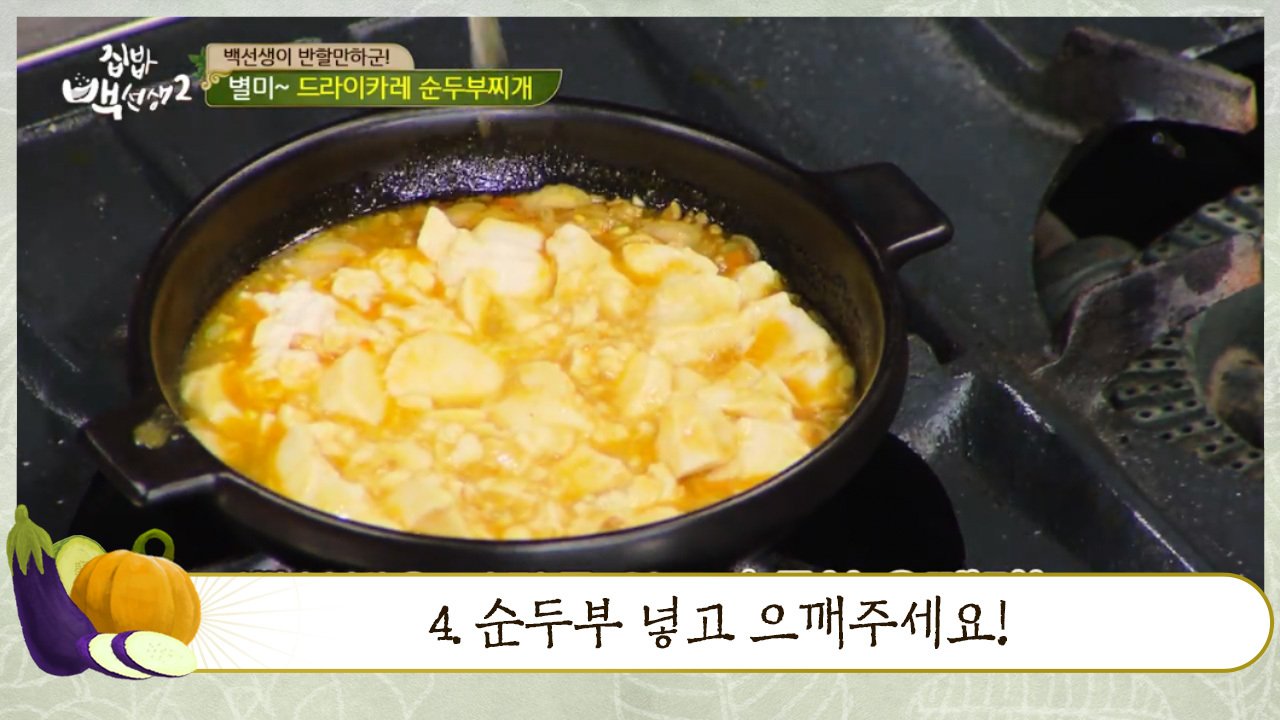 집밥
백선생2
백선생이 반할만하군!
별미~ 드라이카레 순두부찌개
4. 순두부 넣고 으깨주세요!